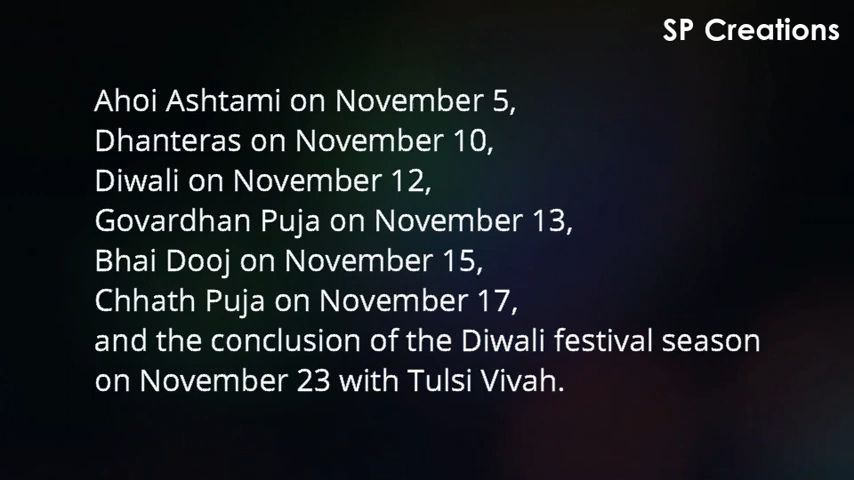 SP Creations
Ahoi Ashtami on November 5,
Dhanteras on November 10,
Diwali on November 12,
Govardhan Puja on November 13,
Bhai Dooj on November 15,
Chhath Puja on November 17,
and the conclusion of the Diwali festival season
on November 23 with Tulsi Vivah.